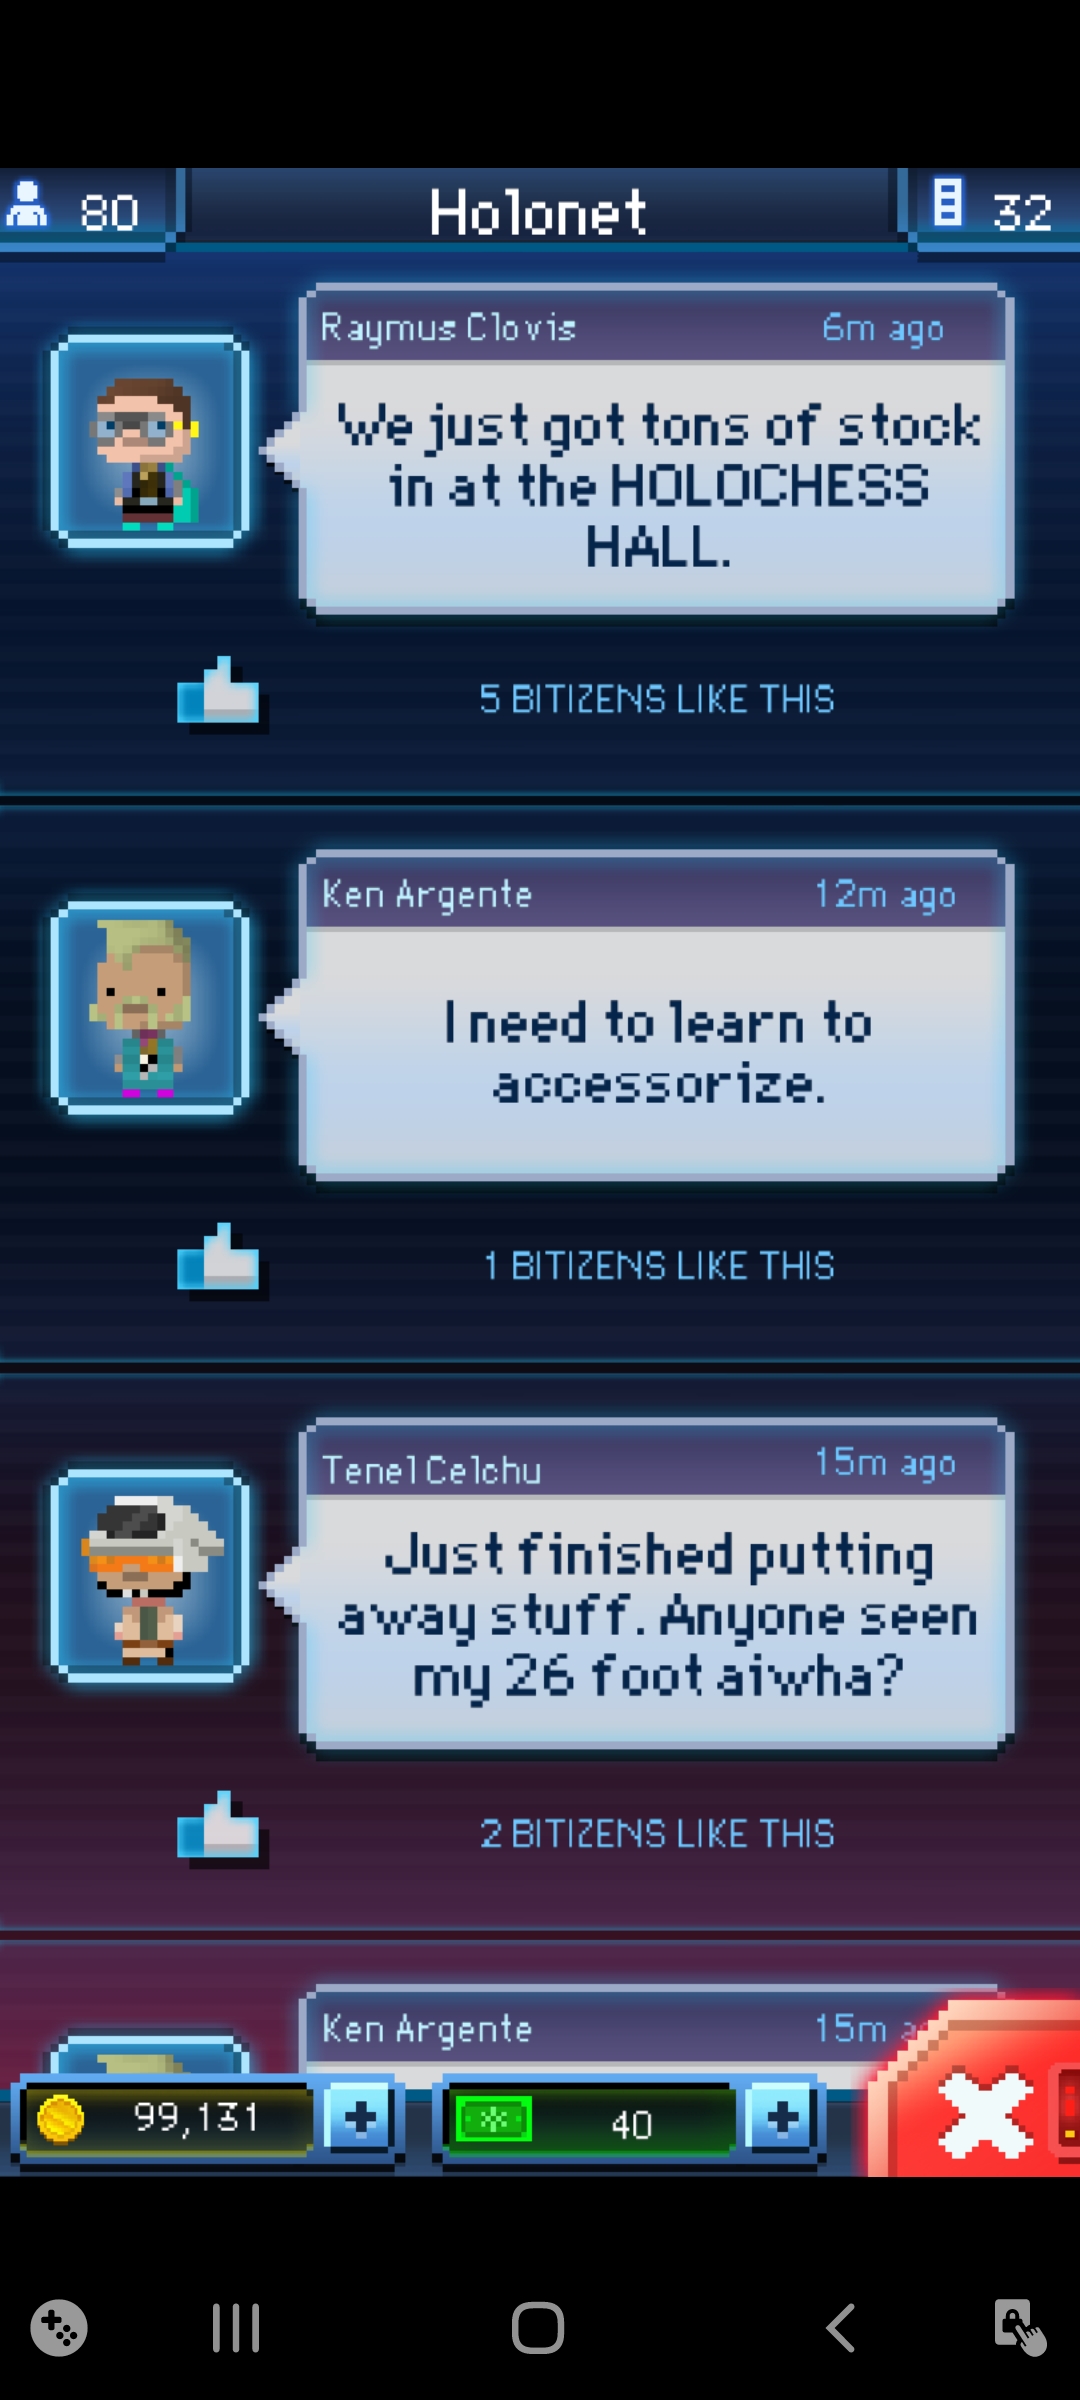 80
Holonet
32
Raymus Clovis
6m ago
We just got tons of stock
in at the HOLOCHESS
HALL.
5 BITIZENS LIKE THIS
Ken Argente
12m ago
I need to learn to
accessorize.
1 BITIZENS LIKE THIS
Tenel Celchu
15m ago
Just finished putting
away stuff. Anyone seen
my 26 foot aiwha?
2 BITIZENS LIKE THIS
Ken Argente
15m
99,131
40